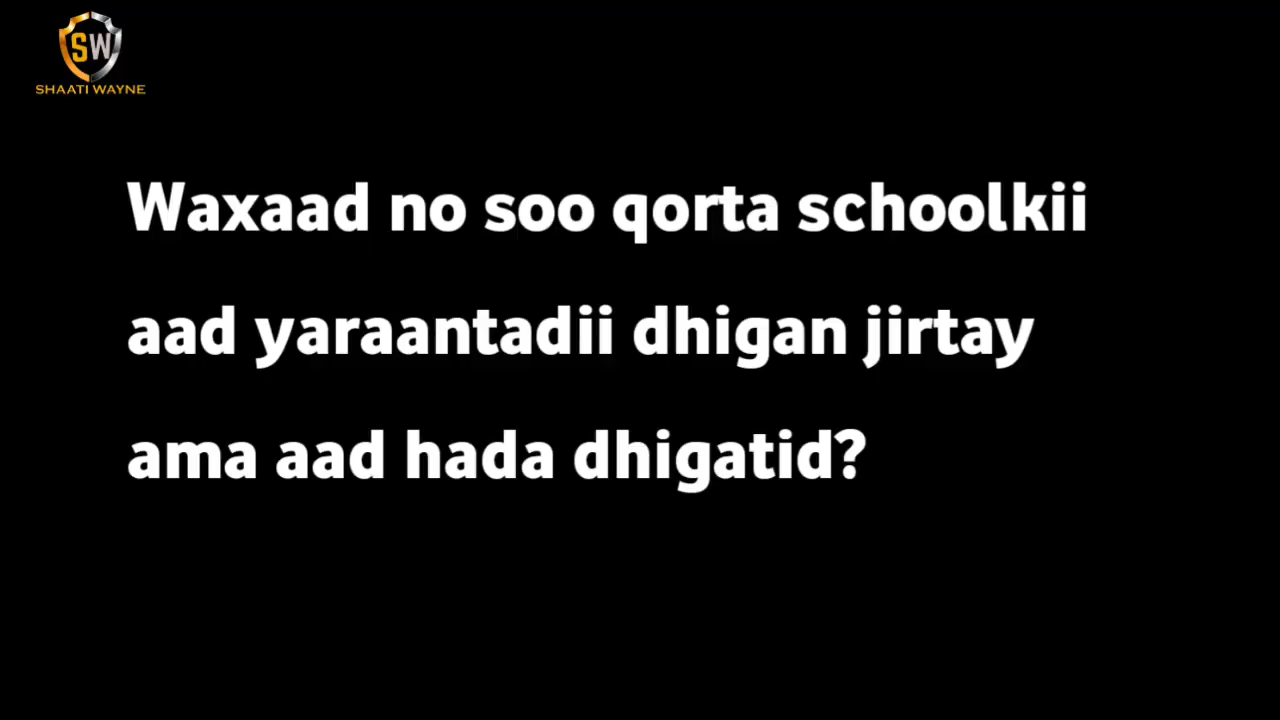 SW
SHAATI WAYNE
Waxaad no soo qorta schoolkii
aad yaraantadii dhigan jirtay
ama aad hada dhigatid?